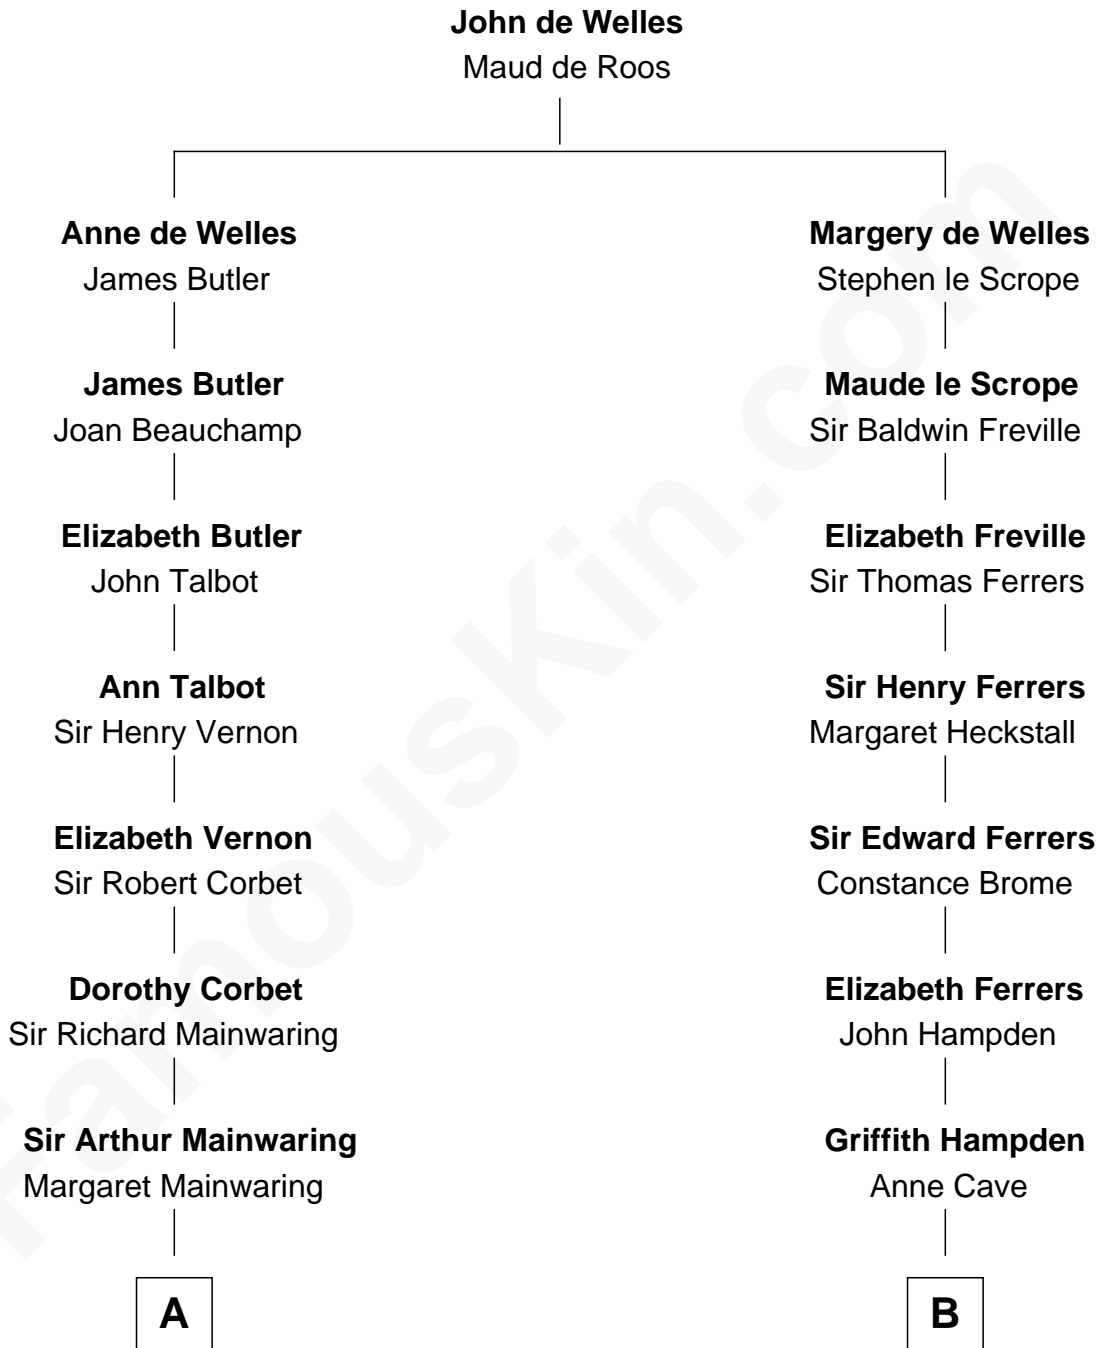 John de Welles
Maud de Roos
Anne de Welles
James Butler
Margery de Welles
Stephen le Scrope
James Butler
Joan Beauchamp
Maude le Scrope
Sir Baldwin Freville
Elizabeth Butler
John Talbot
Elizabeth Freville
Sir Thomas Ferrers
Ann Talbot
Sir Henry Vernon
Sir Henry Ferrers
Margaret Heckstall
Elizabeth Vernon
Sir Robert Corbet
Sir Edward Ferrers
Constance Brome
Dorothy Corbet
Sir Richard Mainwaring
Elizabeth Ferrers
John Hampden
Sir Arthur Mainwaring
Margaret Mainwaring
Griffith Hampden
Anne Cave
A
B
FamousKin.com